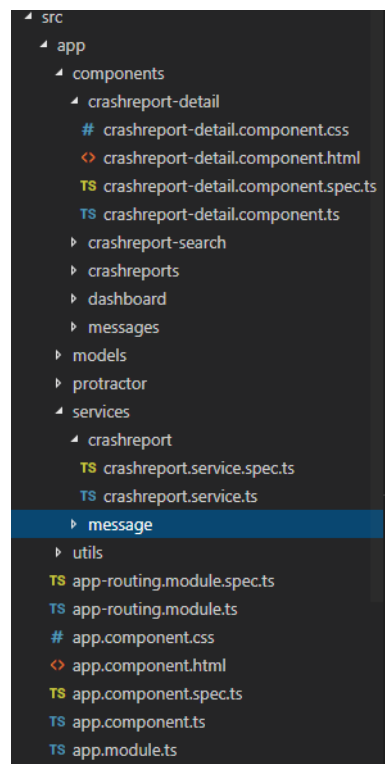 src
app
components
crashreport-detail
# crashreport-detail.component.css
<> crashreport-detail.component.html
TS crashreport-detail.component.spec.ts
TS crashreport-detail.component.ts
crashreport-search
crashreports
dashboard
messages
models
protractor
services
crashreport
TS crashreport.service.spec.ts
TS crashreport.service.ts
message
utils
TS app-routing.module.spec.ts
TS app-routing.module.ts
# app.component.css
<> app.component.html
TS app.component.spec.ts
TS app.component.ts
TS app.module.ts